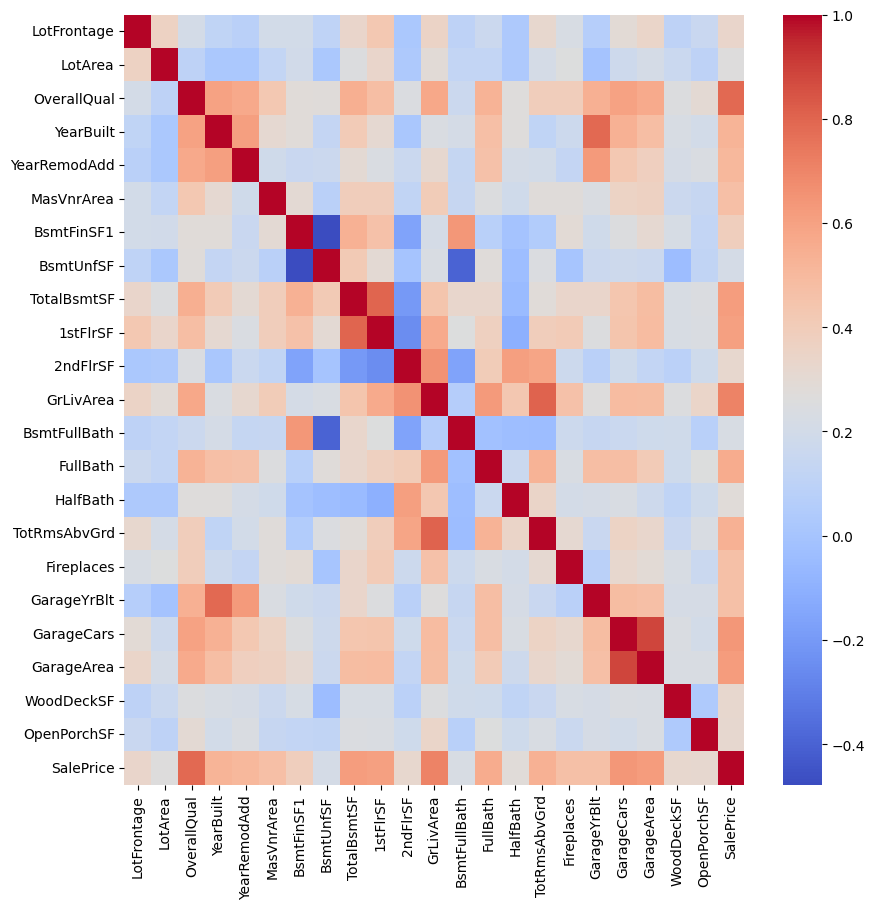 LotFrontage
LotArea
OverallQual
YearBuilt
YearRemodAdd
MasVnrArea
BsmtFinSF1
BsmtUnfSF
TotalBsmtSF
1stFlrSF
2ndFlrSF
GrLivArea
BsmtFullBath
FullBath
HalfBath
TotRmsAbvGrd
Fireplaces
GarageYrBlt
GarageCars
GarageArea
WoodDeckSF
OpenPorchSF
SalePrice
LotFrontage
LotArea
OverallQual
YearBuilt
YearRemodAdd
MasVnrArea
BsmtFinSF1
BsmtUnfSF
TotalBsmtSF
1stFlrSF
2ndFlrSF
GrLivArea
BsmtFullBath
FullBath
HalfBath
TotRmsAbvGrd
Fireplaces
GarageYrBlt
GarageCars
GarageArea
WoodDeckSF
OpenPorchSF
SalePrice
1.0
0.8
0.6
0.4
0.2
0.0
−0.2
−0.4